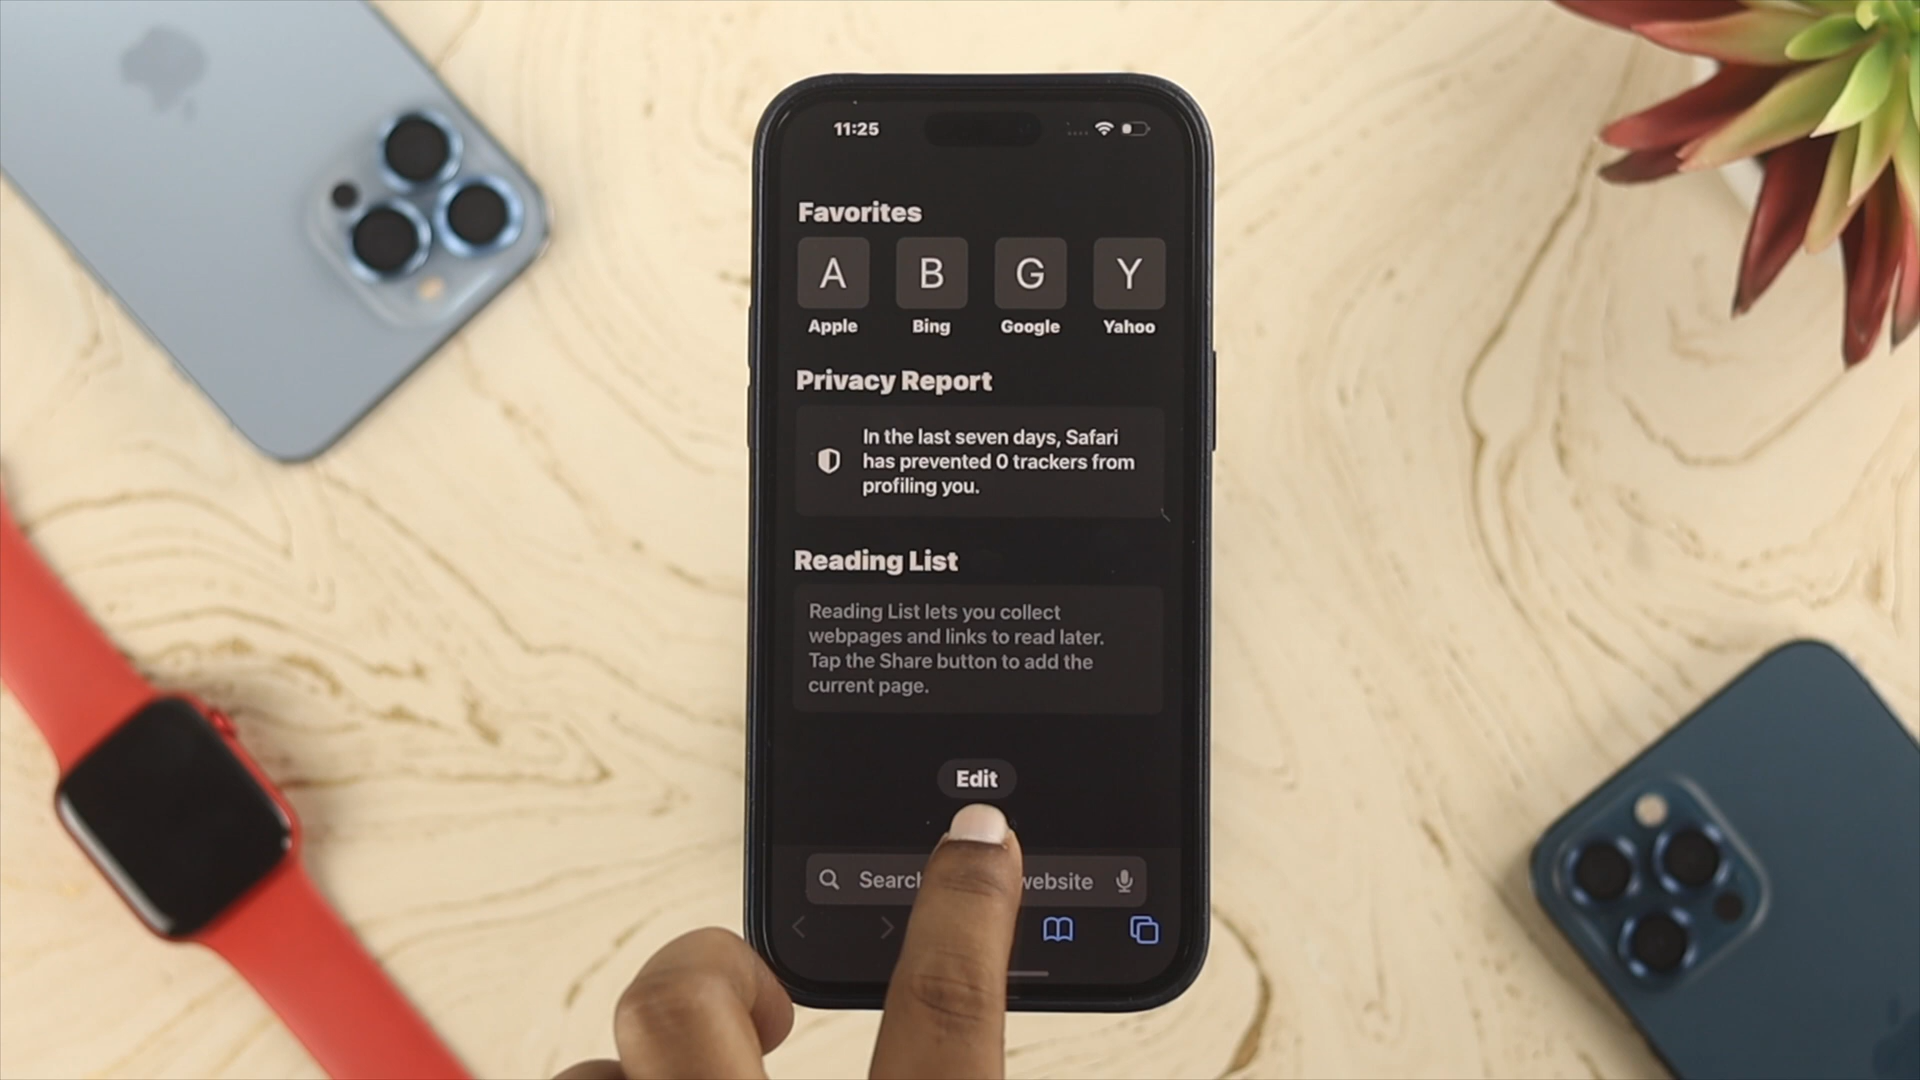 11:25
Favorites
A B G Y
Apple Bing Google Yahoo
Privacy Report
In the last seven days, Safari
has prevented 0 trackers from
profiling you.
Reading List
Reading List lets you collect
webpages and links to read later.
Tap the Share button to add the
current page.
Edit
Search website